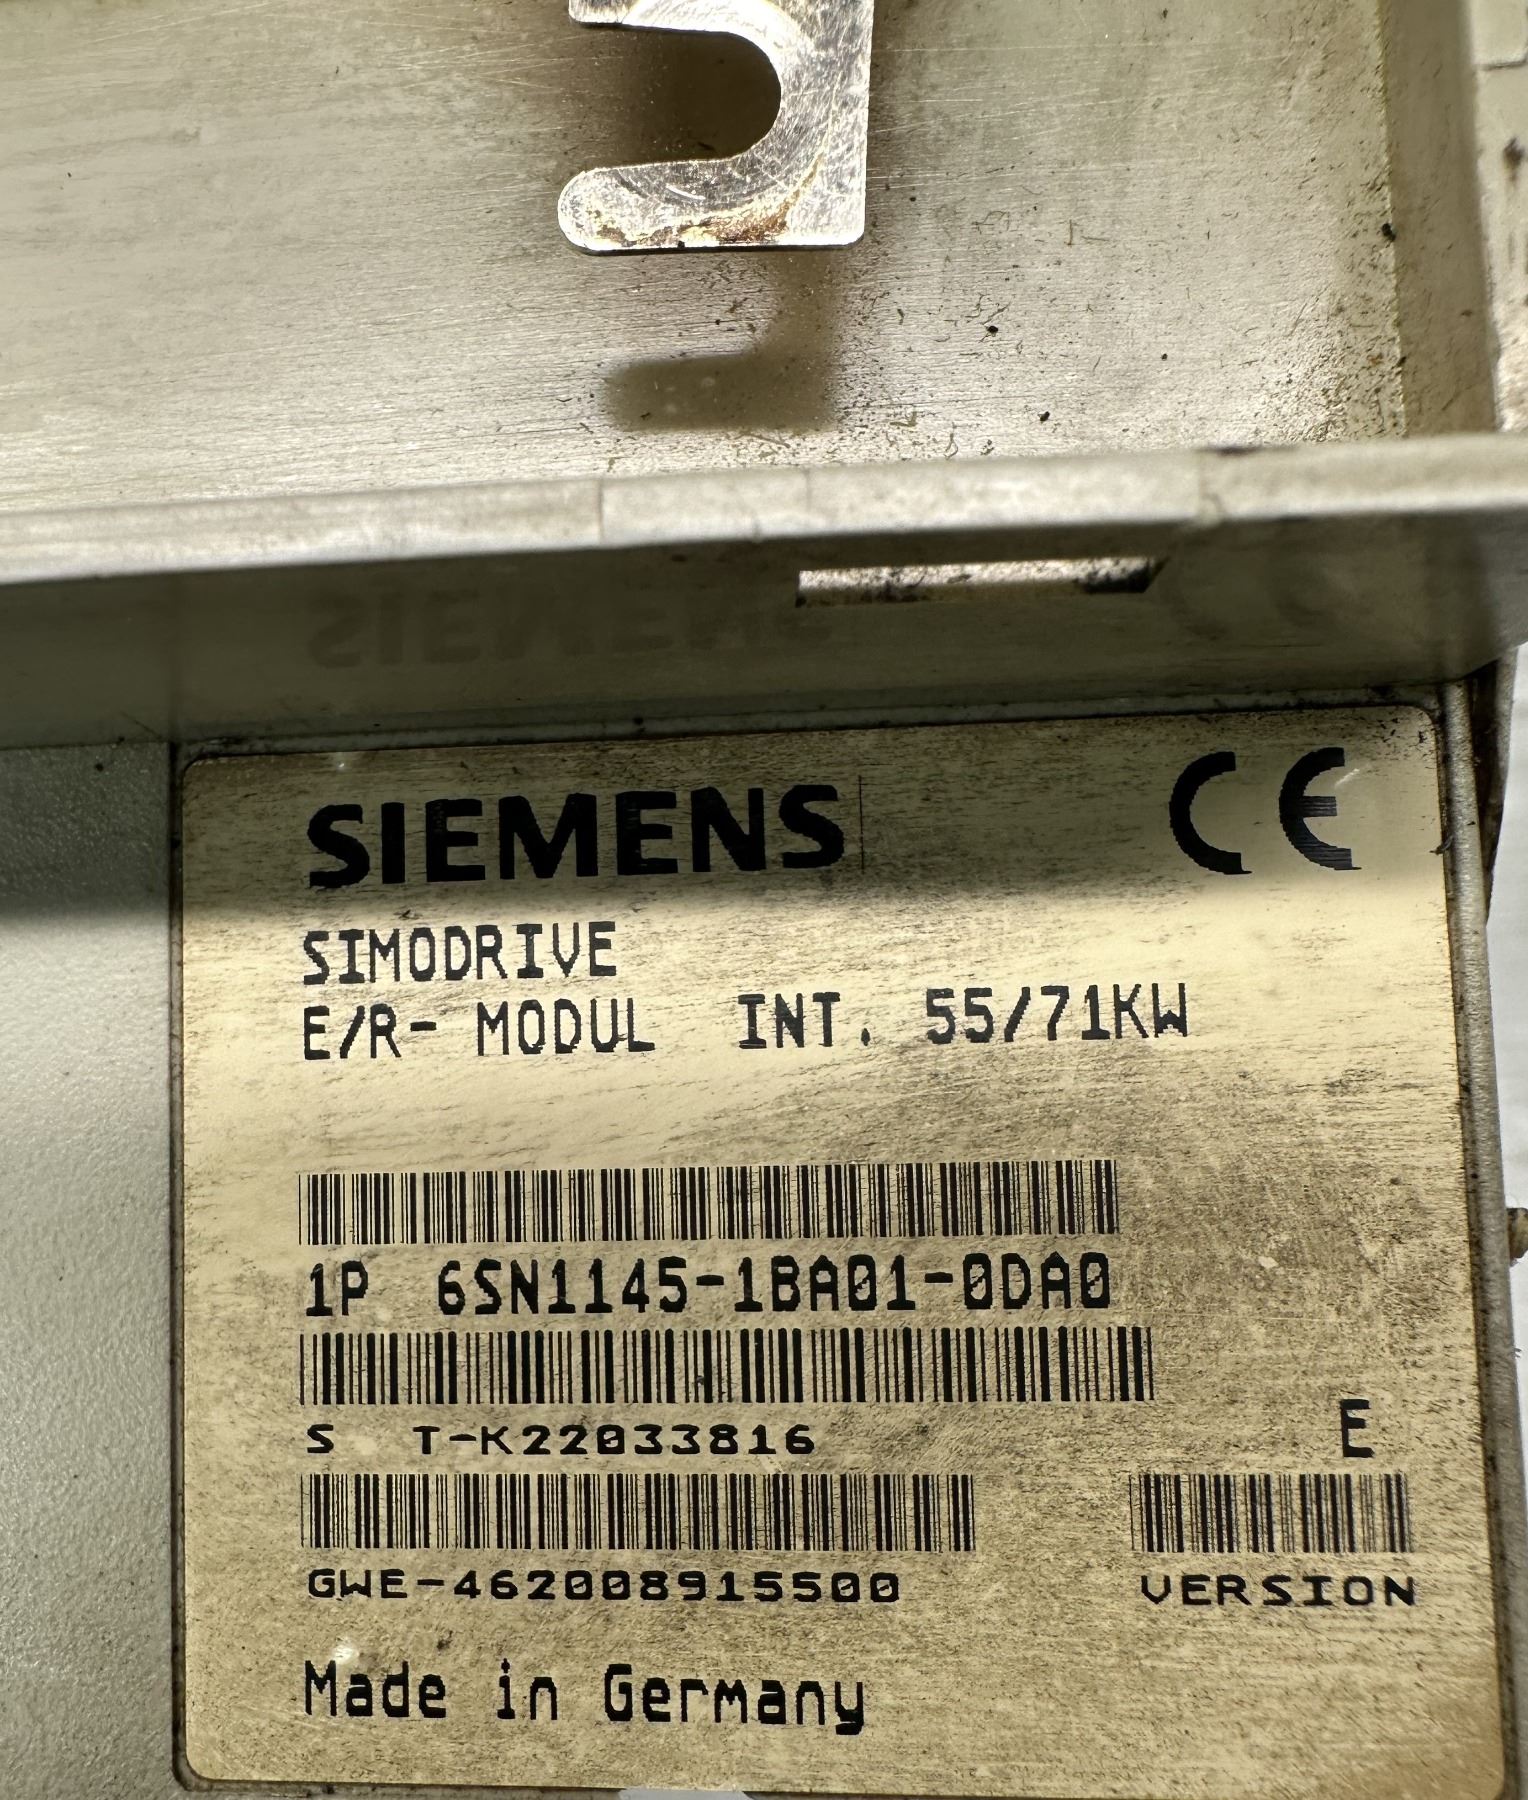 SIEMENS CE
SIMODRIVE
E/R- MODUL INT. 55/71KW
1P 6SN1145-1BA01-0DA0
S T-K22033816
E
GWE-462008915500
VERSION
Made in Germany